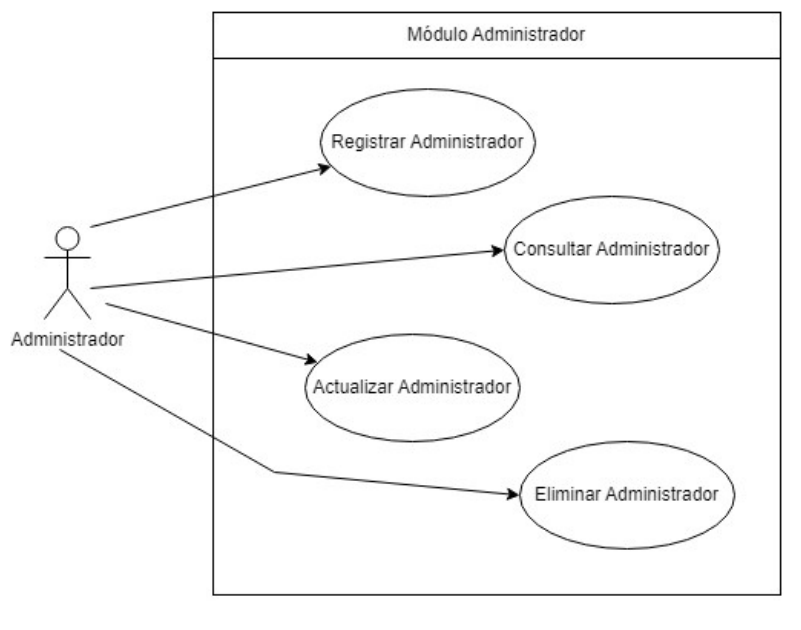 Módulo Administrador
Registrar Administrador
Consultar Administrador
Administrador
Actualizar Administrador
Eliminar Administrador